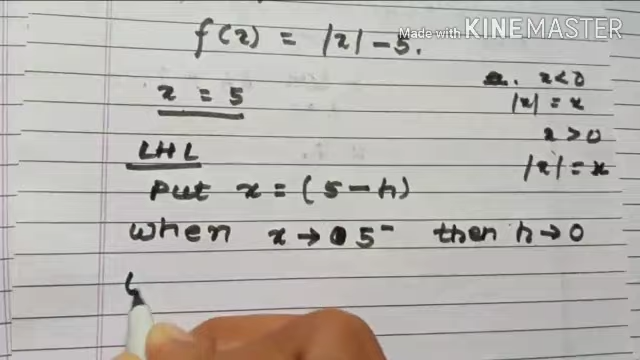 Made with KINEMASTER
f(x) = |x| - 5.
x = 5
x < 0
|x| = x
x > 0
|x| = x
LHL
Put x = (5 - h)
when x → 5⁻ then h → 0